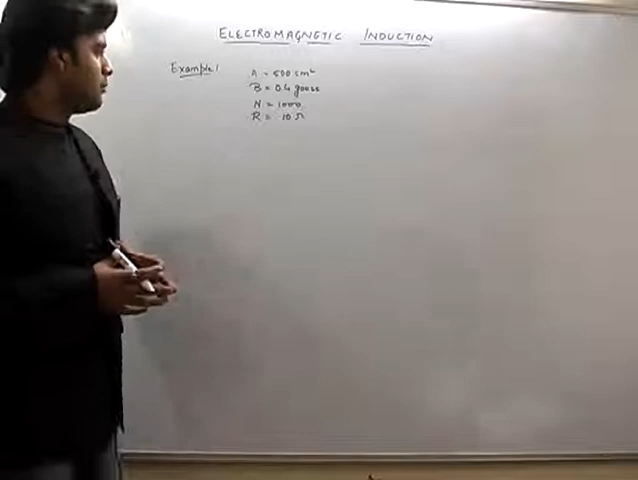 ELECTROMAGNETIC INDUCTION
Example 1
A = 500 cm²
B = 0.4 gauss
N = 1000
R = 10 Ω